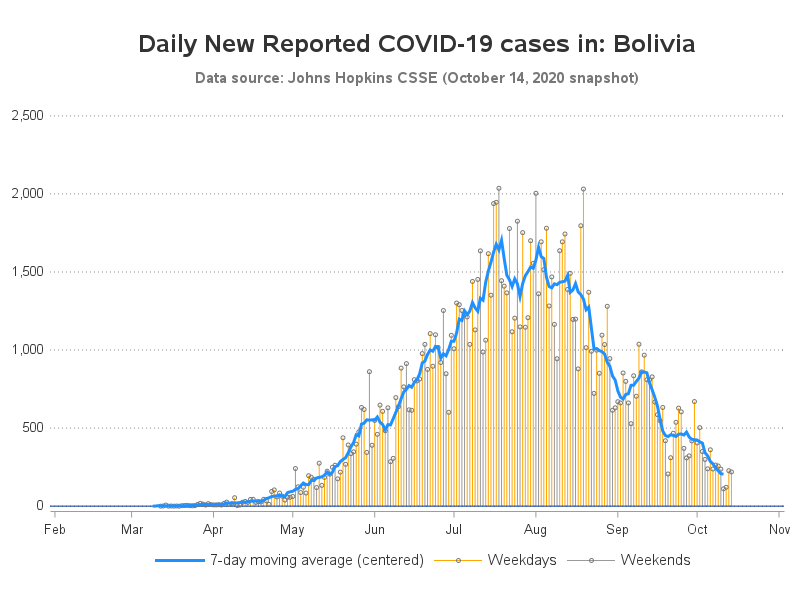 Daily New Reported COVID-19 cases in: Bolivia
Data source: Johns Hopkins CSSE (October 14, 2020 snapshot)
2,500
2,000
1,500
1,000
500
0
Feb Mar Apr May Jun Jul Aug Sep Oct Nov
7-day moving average (centered) Weekdays Weekends